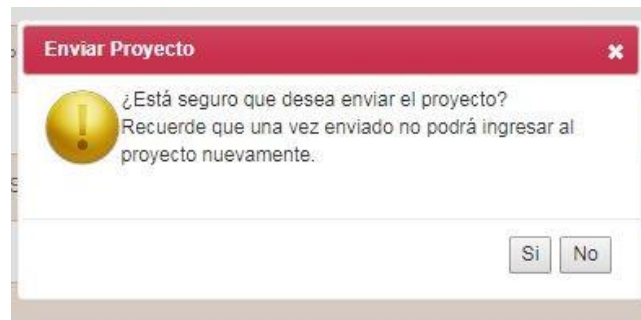 Enviar Proyecto
¿Está seguro que desea enviar el proyecto?
Recuerde que una vez enviado no podrá ingresar al
proyecto nuevamente.
Si No